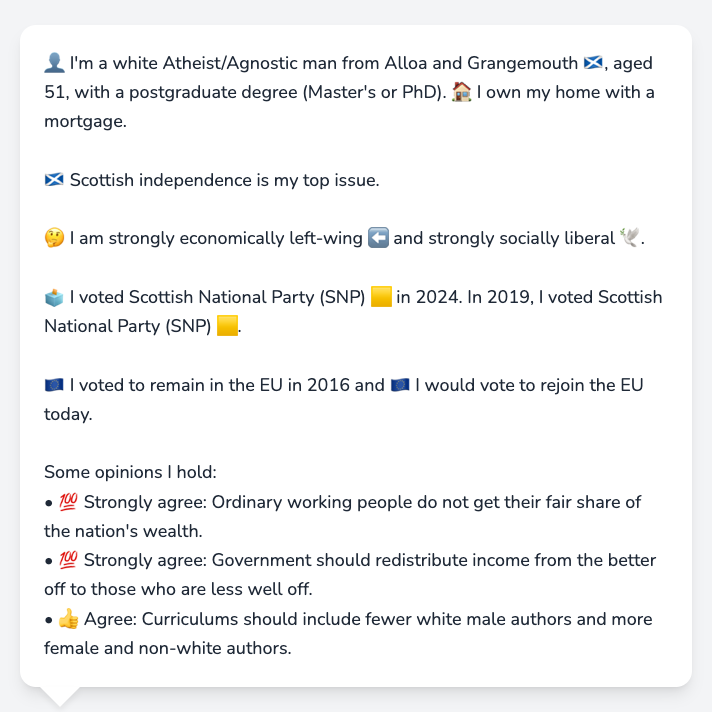 👤 I'm a white Atheist/Agnostic man from Alloa and Grangemouth 🏴󠁧󠁢󠁳󠁣󠁴󠁿, aged
51, with a postgraduate degree (Master's or PhD). 🏠 I own my home with a
mortgage.
🏴󠁧󠁢󠁳󠁣󠁴󠁿 Scottish independence is my top issue.
🤔 I am strongly economically left-wing ⬅️ and strongly socially liberal 🕊️.
🗳️ I voted Scottish National Party (SNP) 🟨 in 2024. In 2019, I voted Scottish
National Party (SNP) 🟨.
🇪🇺 I voted to remain in the EU in 2016 and 🇪🇺 I would vote to rejoin the EU
today.
Some opinions I hold:
• 💯 Strongly agree: Ordinary working people do not get their fair share of
the nation's wealth.
• 💯 Strongly agree: Government should redistribute income from the better
off to those who are less well off.
• 👍 Agree: Curriculums should include fewer white male authors and more
female and non-white authors.